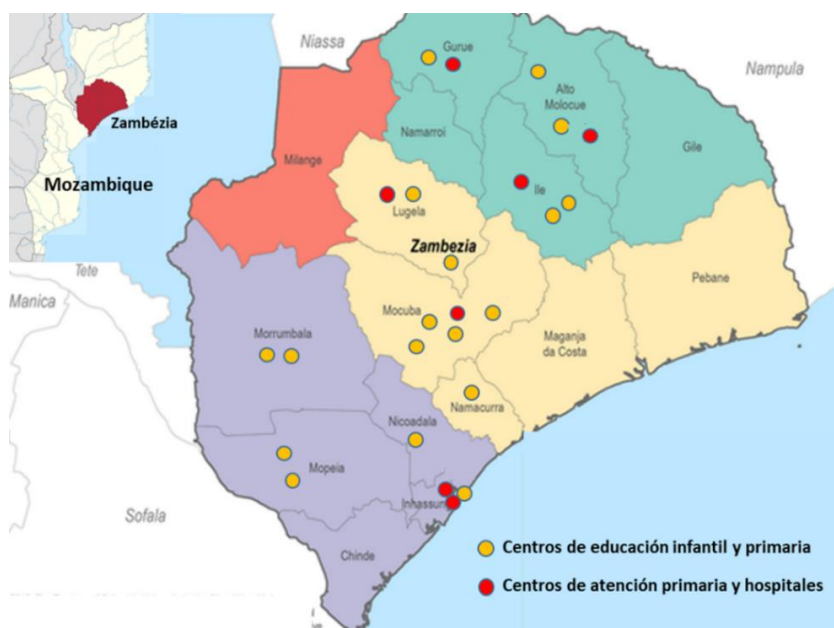 Niassa
Nampula
Gurue
Alto
Molocue
Zambézia
Namarroi
Gile
Milange
Mozambique
Ile
Lugela
Zambezia
Tete
Pebane
Manica
Mocuba
Morrumbala
Maganja
da Costa
Namacurra
Nicoadala
Mopeia
Inhassun
Sofala
Centros de educación infantil y primaria
Chinde
Centros de atención primaria y hospitales